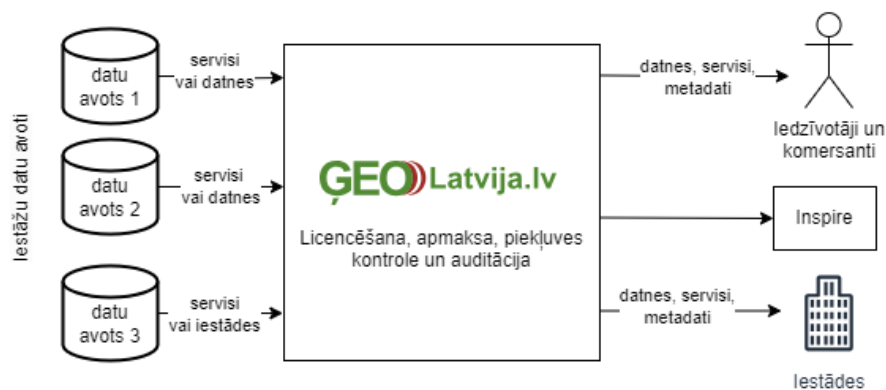 Iestāžu datu avoti
datu
avots 1
servisi
vai datnes
datu
avots 2
servisi
vai datnes
datu
avots 3
servisi
vai iestādes
ĢEO Latvija.lv
Licencēšana, apmaksa, piekļuves
kontrole un auditācija
datnes, servisi,
metadati
Iedzīvotāji un
komersanti
Inspire
datnes, servisi,
metadati
Iestādes